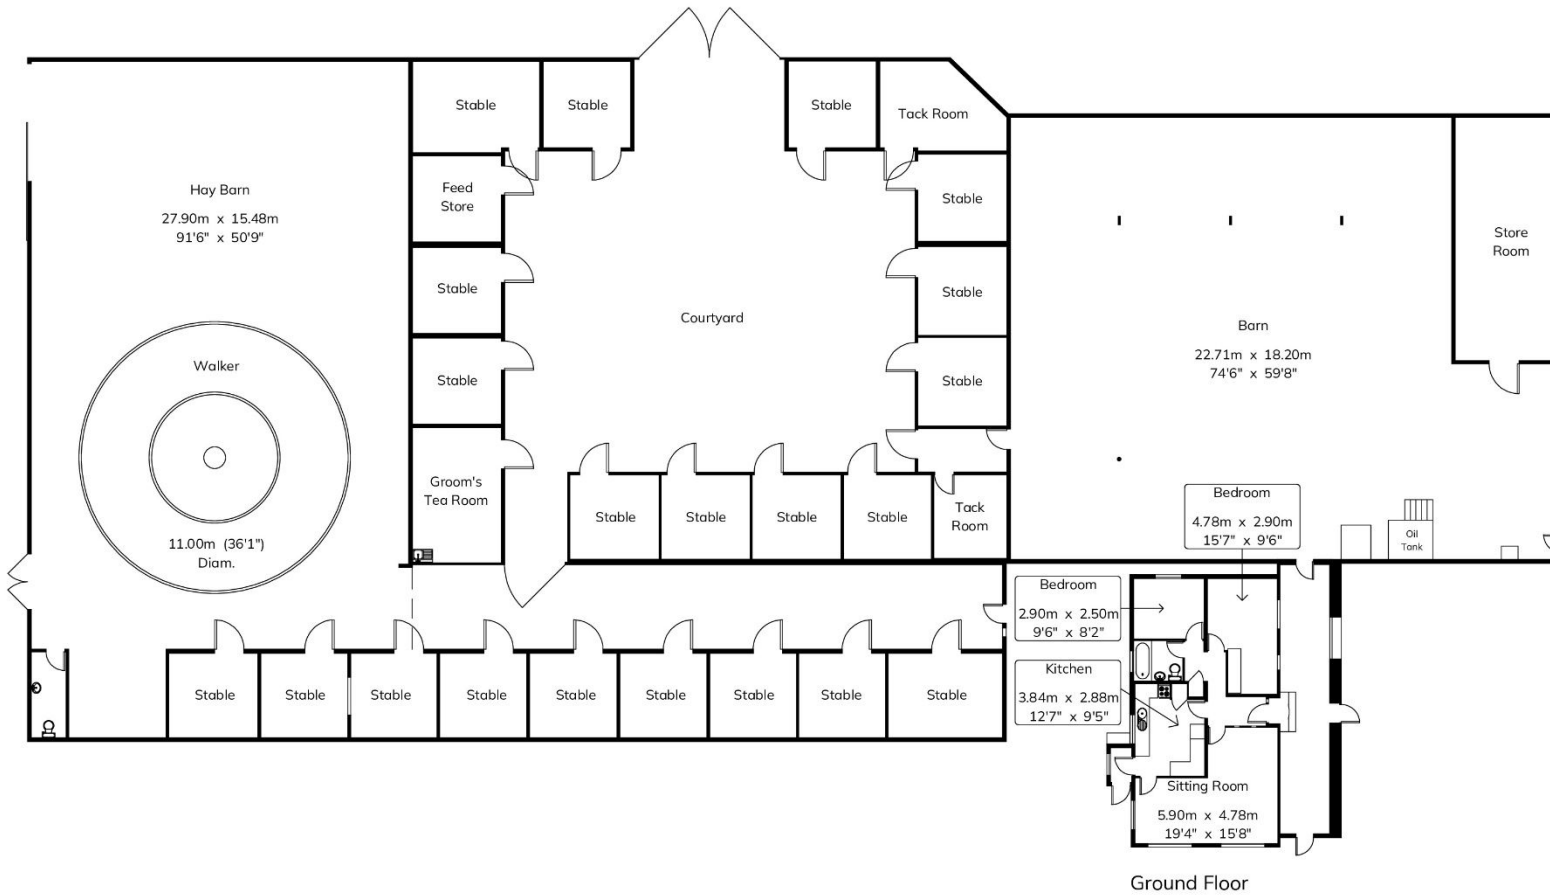 Stable
Stable
Stable
Tack Room
Hay Barn
27.90m x 15.48m
91'6" x 50'9"
Feed
Store
Stable
Store
Room
Stable
Stable
Courtyard
Barn
22.71m x 18.20m
74'6" x 59'8"
Walker
Stable
Stable
11.00m (36'1")
Diam.
Groom's
Tea Room
Stable
Stable
Stable
Stable
Tack
Room
Bedroom
4.78m x 2.90m
15'7" x 9'6"
Oil
Tank
Bedroom
2.90m x 2.50m
9'6" x 8'2"
Kitchen
3.84m x 2.88m
12'7" x 9'5"
Stable
Stable
Stable
Stable
Stable
Stable
Stable
Stable
Stable
Sitting Room
5.90m x 4.78m
19'4" x 15'8"
Ground Floor